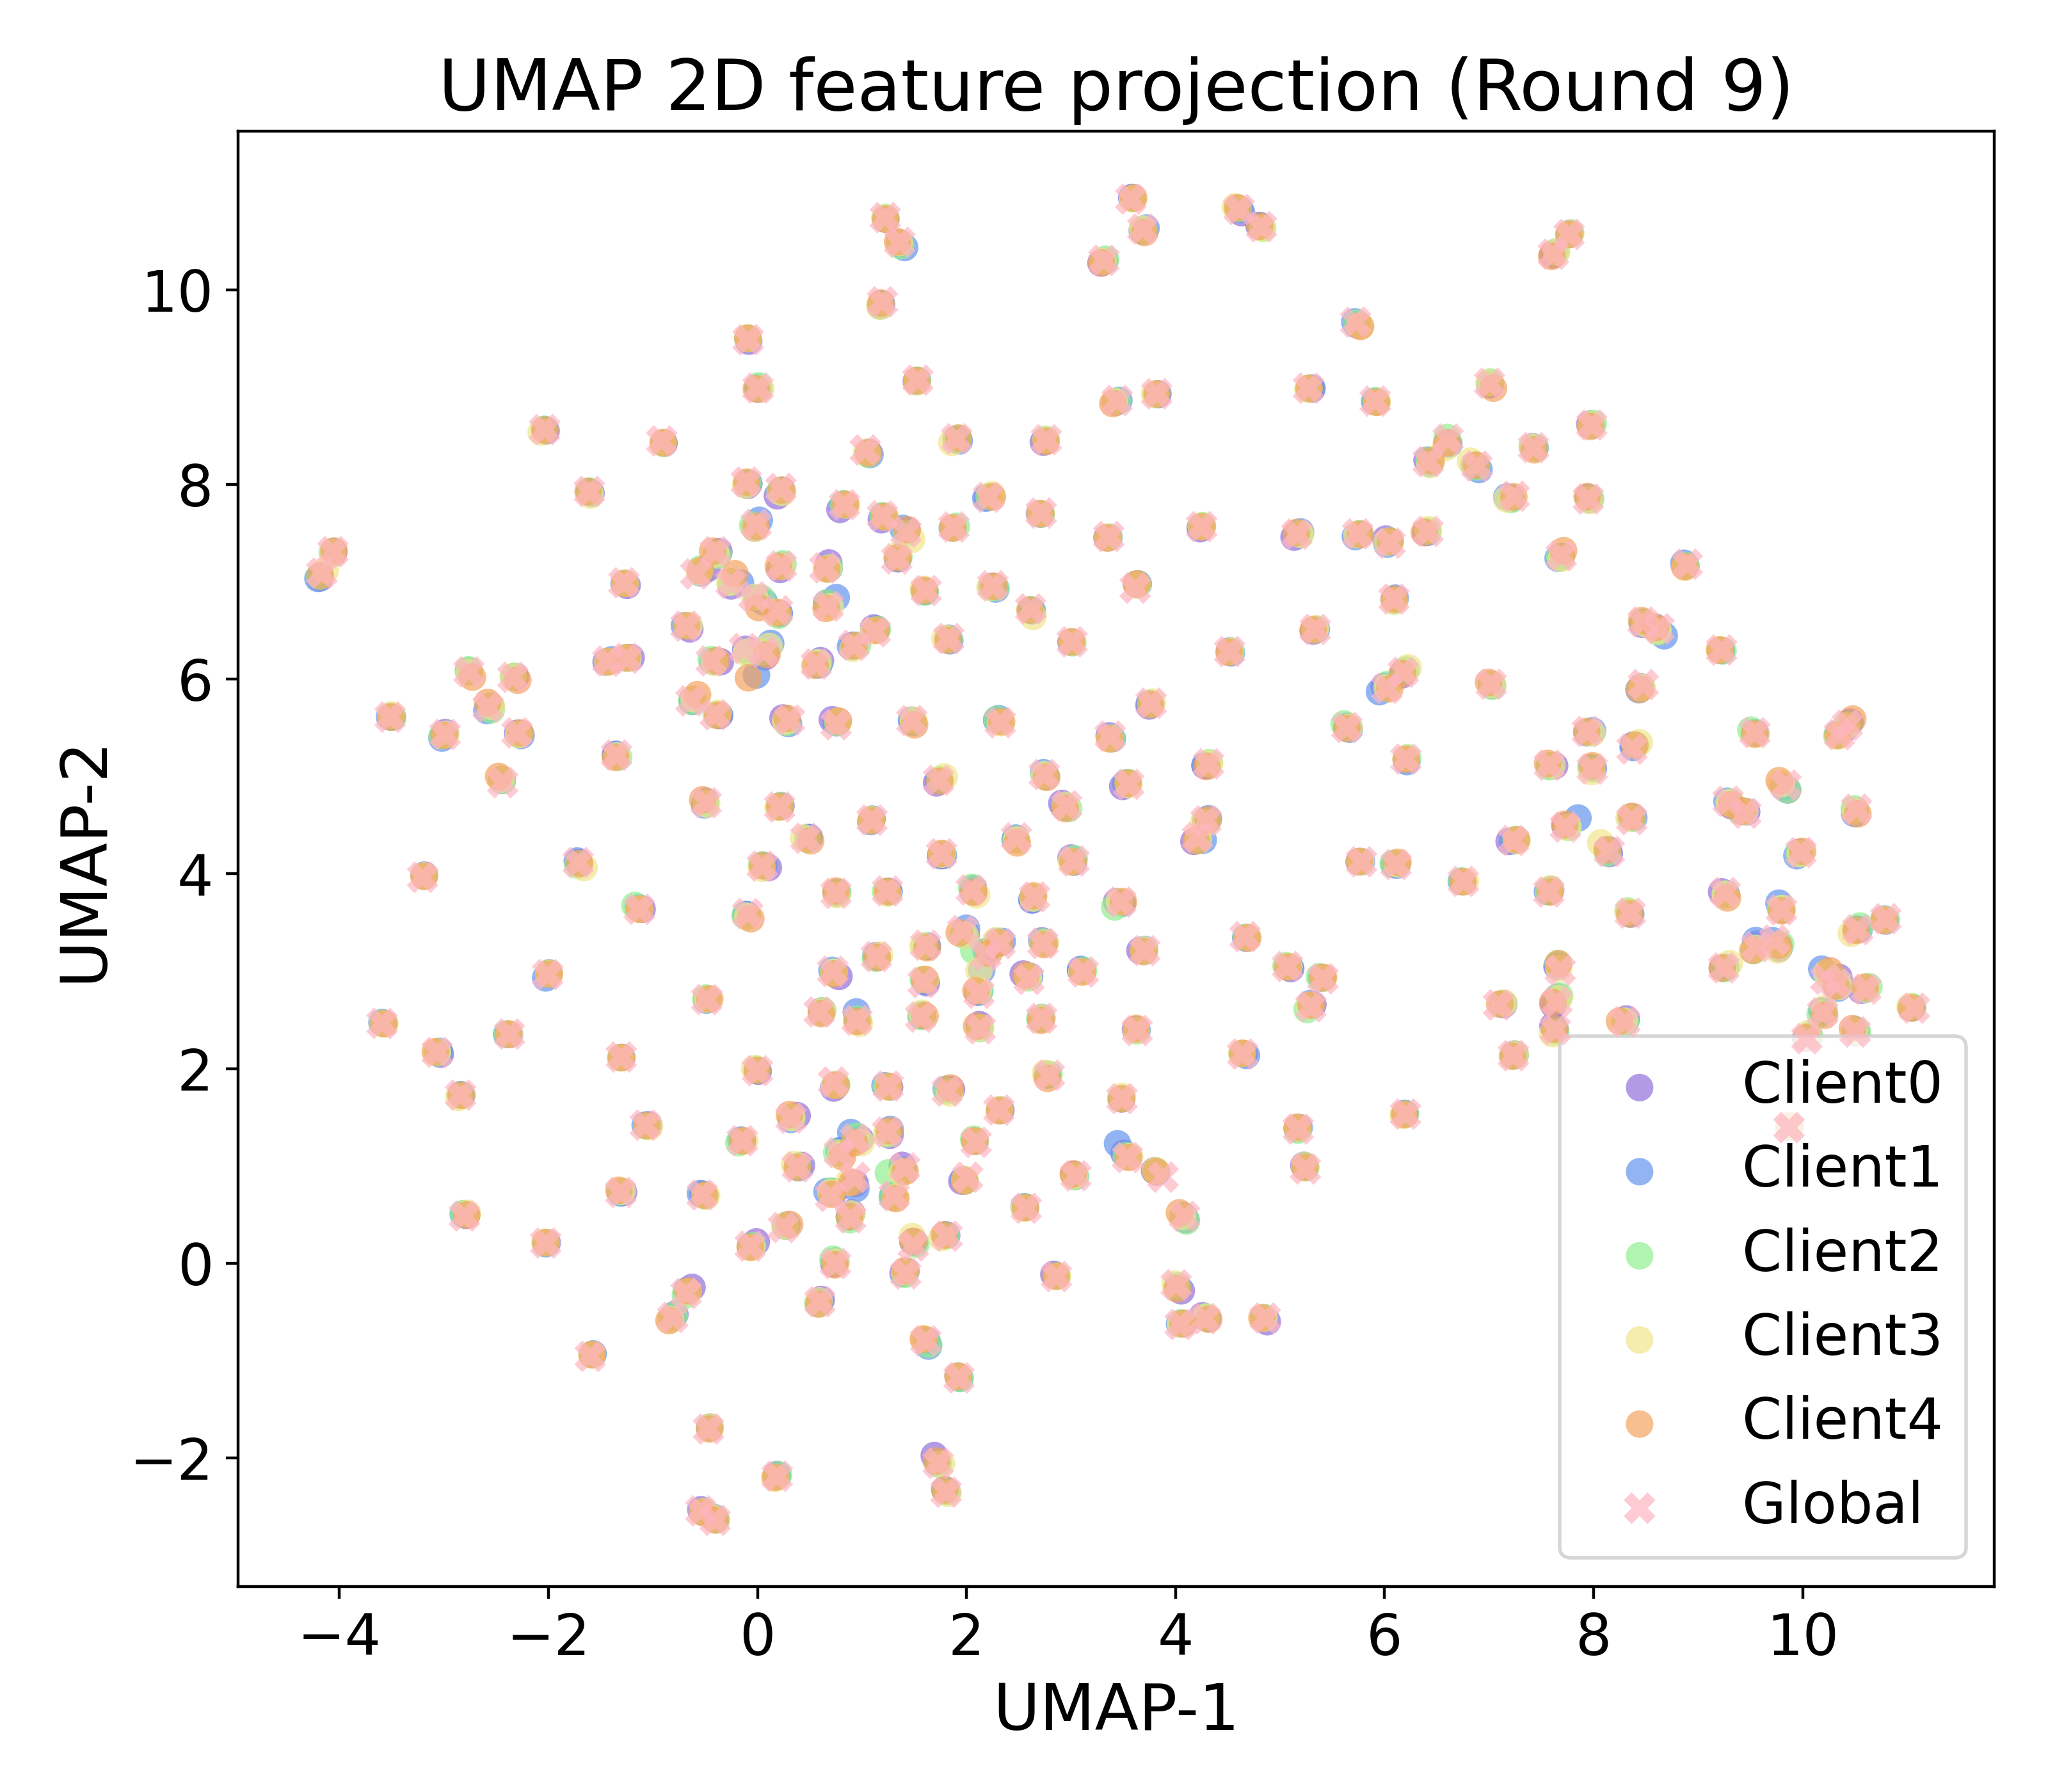 UMAP 2D feature projection (Round 9)
10
8
6
4
2
0
−2
UMAP-2
Client0
Client1
Client2
Client3
Client4
Global
−4 −2 0 2 4 6 8 10
UMAP-1